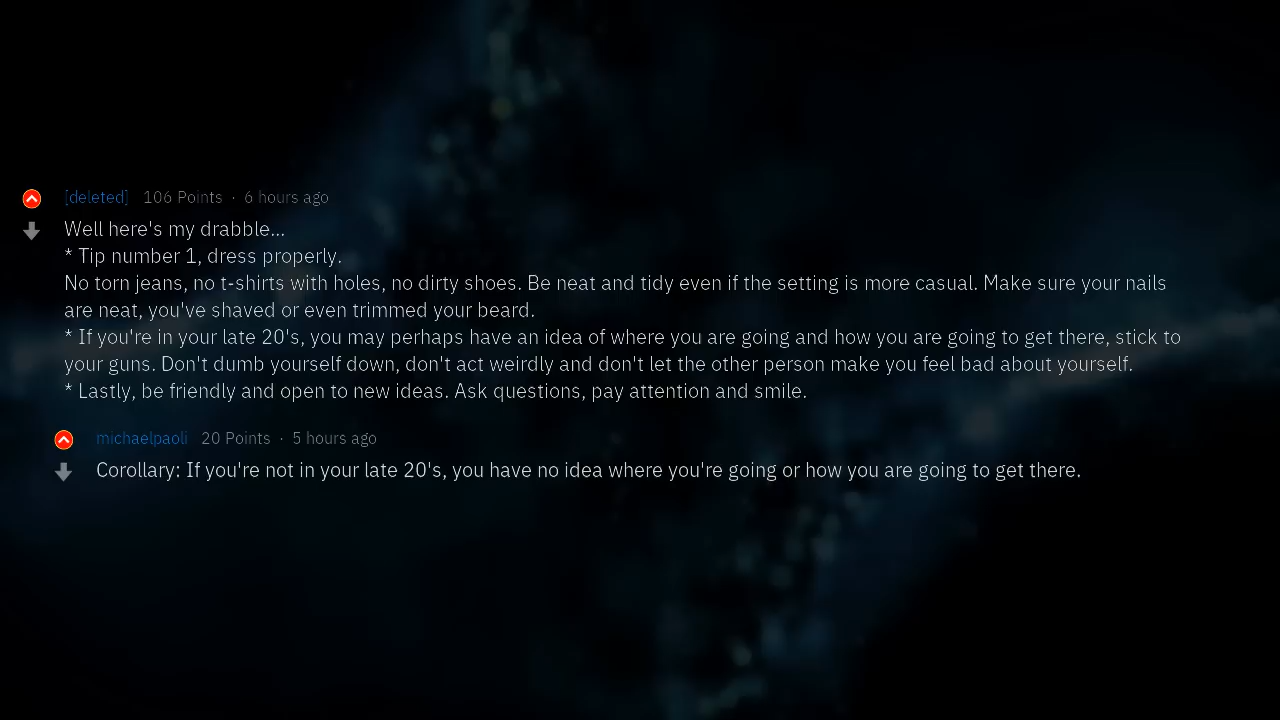 [deleted] 106 Points · 6 hours ago
Well here's my drabble...
* Tip number 1, dress properly.
No torn jeans, no t-shirts with holes, no dirty shoes. Be neat and tidy even if the setting is more casual. Make sure your nails
are neat, you've shaved or even trimmed your beard.
* If you're in your late 20's, you may perhaps have an idea of where you are going and how you are going to get there, stick to
your guns. Don't dumb yourself down, don't act weirdly and don't let the other person make you feel bad about yourself.
* Lastly, be friendly and open to new ideas. Ask questions, pay attention and smile.
michaelpaoli 20 Points · 5 hours ago
Corollary: If you're not in your late 20's, you have no idea where you're going or how you are going to get there.